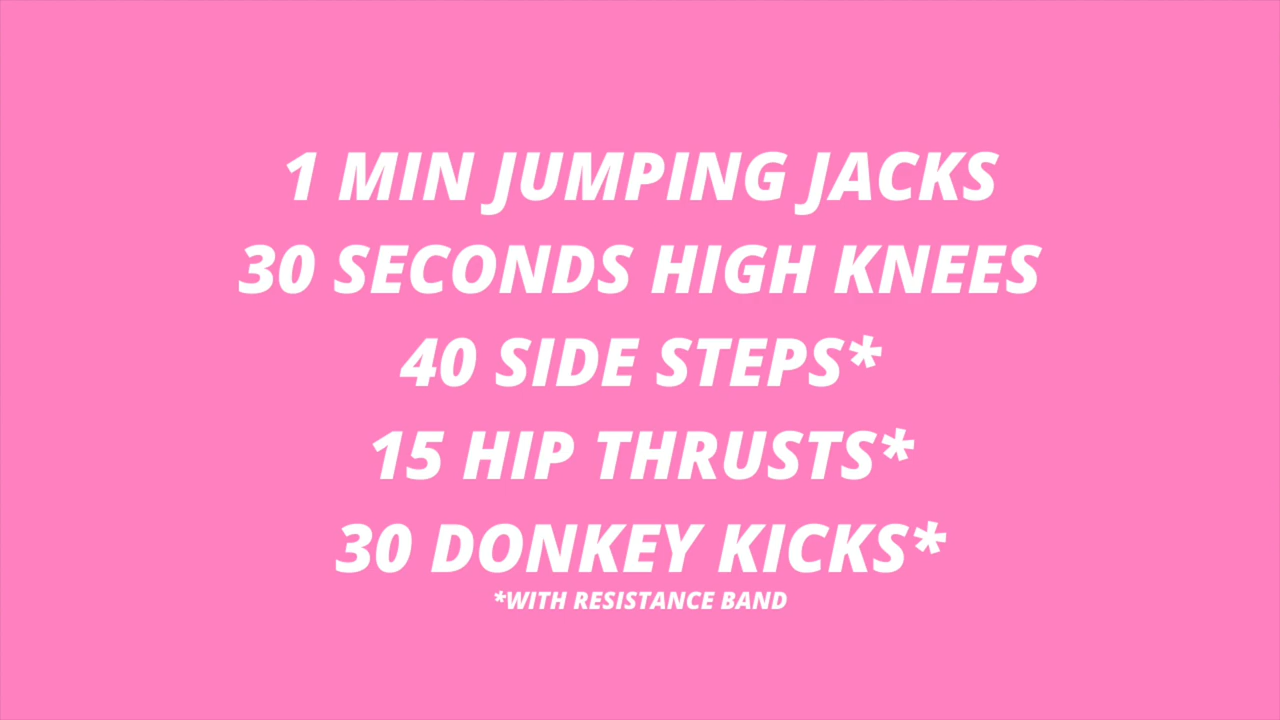 1 MIN JUMPING JACKS
30 SECONDS HIGH KNEES
40 SIDE STEPS*
15 HIP THRUSTS*
30 DONKEY KICKS*
*WITH RESISTANCE BAND